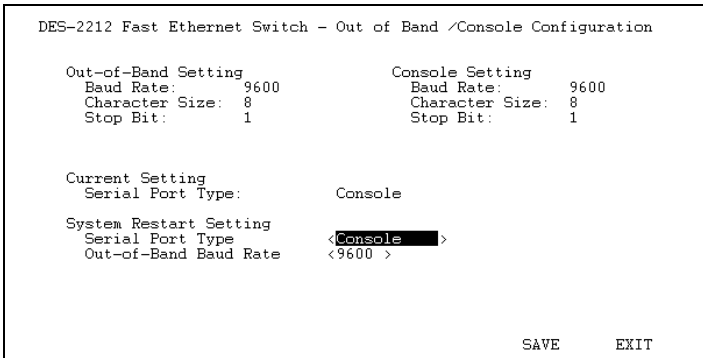 DES-2212 Fast Ethernet Switch - Out of Band /Console Configuration
Out-of-Band Setting Console Setting
Baud Rate: 9600 Baud Rate: 9600
Character Size: 8 Character Size: 8
Stop Bit: 1 Stop Bit: 1
Current Setting
Serial Port Type: Console
System Restart Setting
Serial Port Type <Console >
Out-of-Band Baud Rate <9600 >
SAVE EXIT